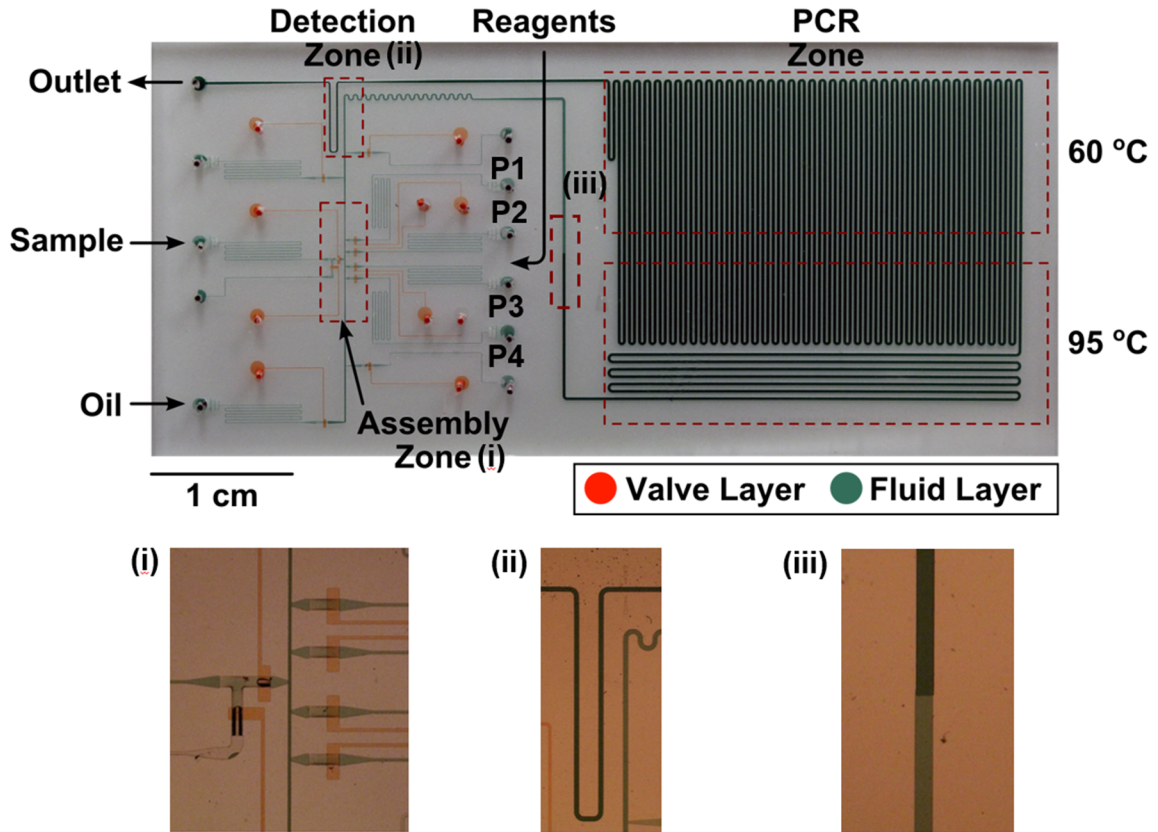 Detection
Zone (ii)
Reagents
PCR
Zone
Outlet
P1
60 °C
(iii)
P2
Sample
P3
95 °C
P4
Oil
Assembly
Zone (i)
1 cm
Valve Layer
Fluid Layer
(i)
(ii)
(iii)